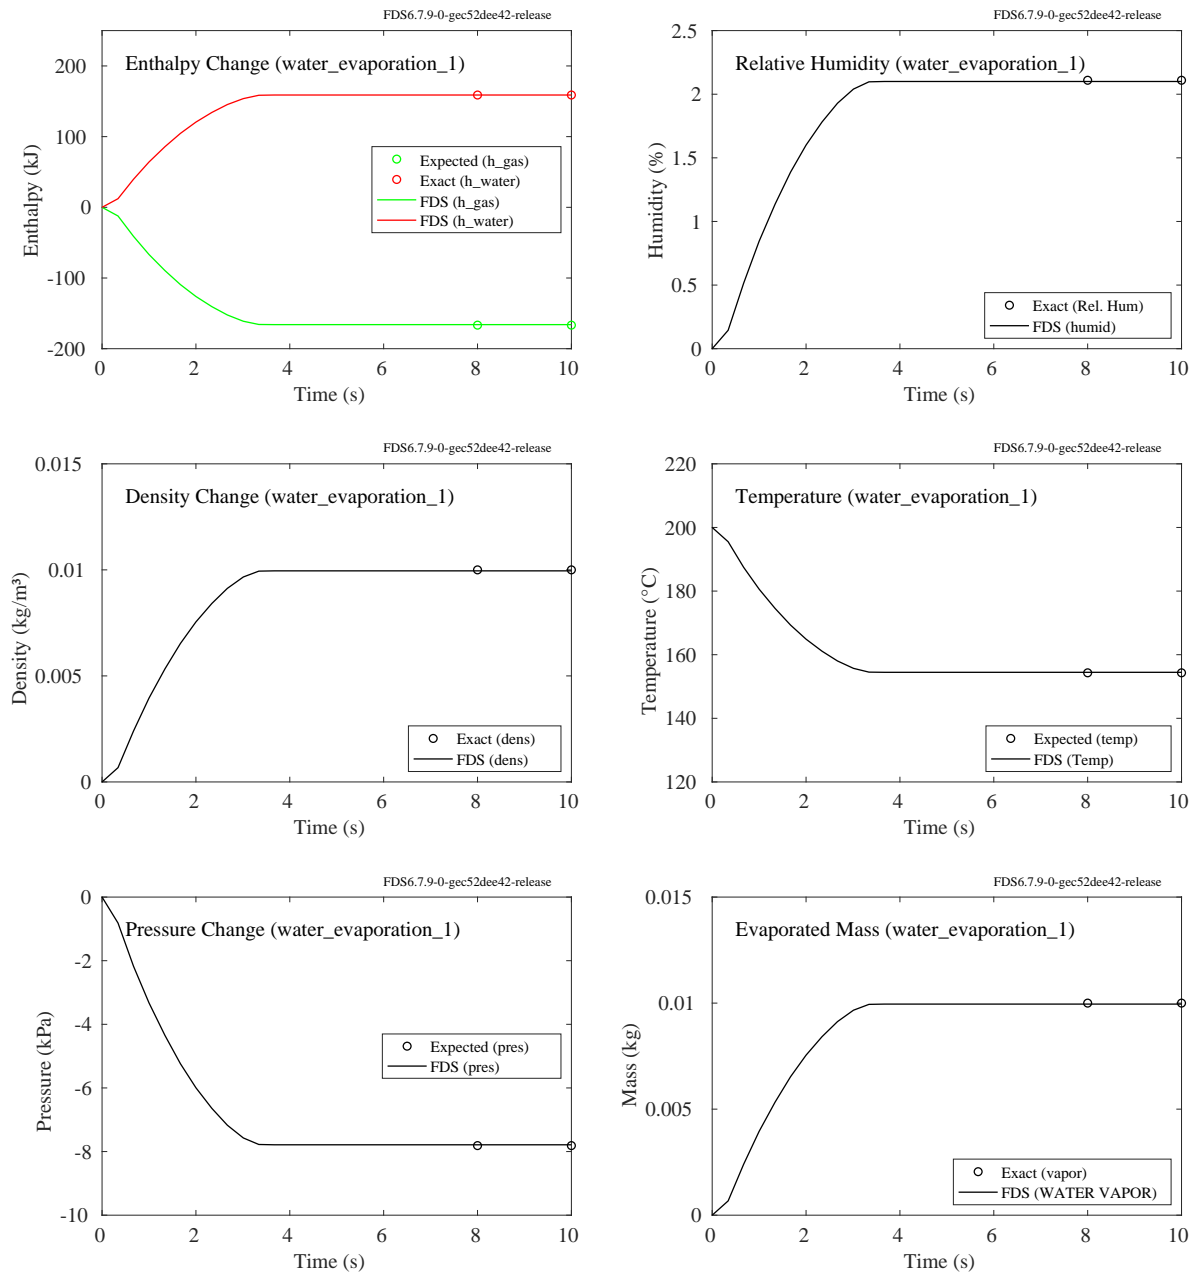 FDS6.7.9-0-gec52dee42-release
Enthalpy Change (water_evaporation_1)
Enthalpy (kJ)
200
100
0
-100
-200
Expected (h_gas)
Exact (h_water)
FDS (h_gas)
FDS (h_water)
0 2 4 6 8 10
Time (s)
FDS6.7.9-0-gec52dee42-release
Relative Humidity (water_evaporation_1)
Humidity (%)
2.5
2
1.5
1
0.5
0
Exact (Rel. Hum)
FDS (humid)
0 2 4 6 8 10
Time (s)
FDS6.7.9-0-gec52dee42-release
Density Change (water_evaporation_1)
Density (kg/m³)
0.015
0.01
0.005
0
Exact (dens)
FDS (dens)
0 2 4 6 8 10
Time (s)
FDS6.7.9-0-gec52dee42-release
Temperature (water_evaporation_1)
Temperature (°C)
220
200
180
160
140
120
Expected (temp)
FDS (Temp)
0 2 4 6 8 10
Time (s)
FDS6.7.9-0-gec52dee42-release
Pressure Change (water_evaporation_1)
Pressure (kPa)
0
-2
-4
-6
-8
-10
Expected (pres)
FDS (pres)
0 2 4 6 8 10
Time (s)
FDS6.7.9-0-gec52dee42-release
Evaporated Mass (water_evaporation_1)
Mass (kg)
0.015
0.01
0.005
0
Exact (vapor)
FDS (WATER VAPOR)
0 2 4 6 8 10
Time (s)